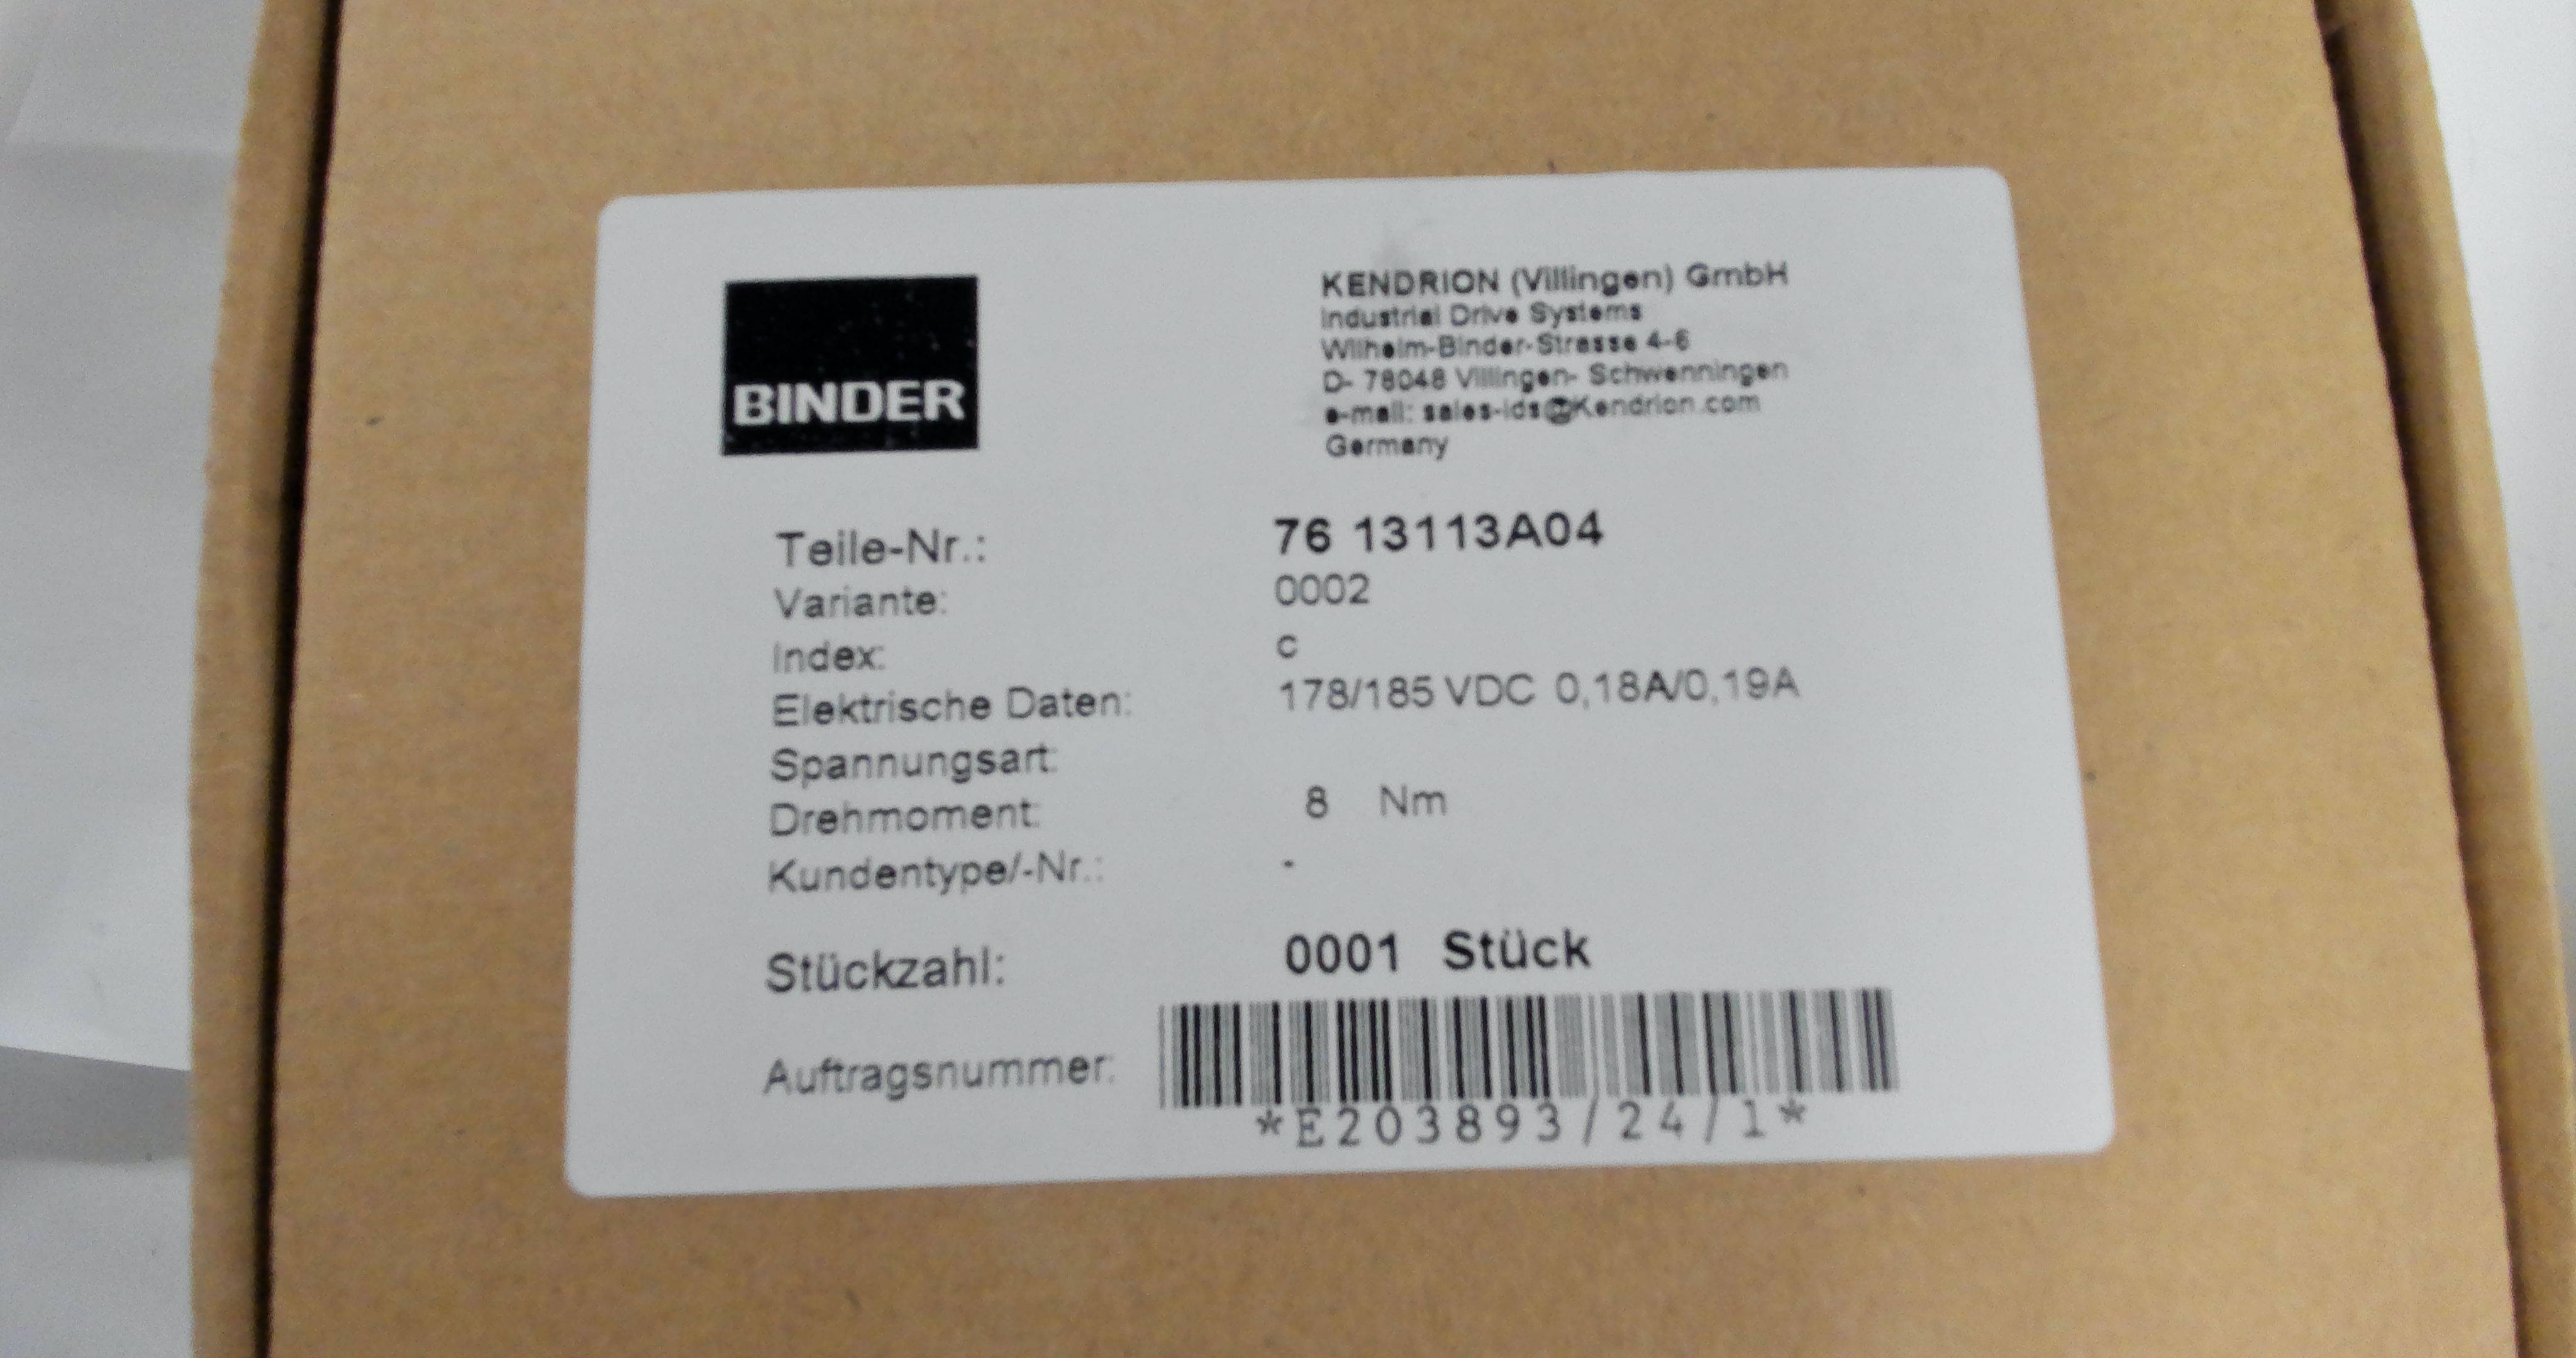 BINDER
KENDRION (Villingen) GmbH
Industrial Drive Systems
Wilhelm-Binder-Strasse 4-6
D- 78048 Villingen- Schwenningen
e-mail: sales-ids@Kendrion.com
Germany
Teile-Nr.: 76 13113A04
Variante: 0002
Index: c
Elektrische Daten: 178/185 VDC 0,18A/0,19A
Spannungsart:
Drehmoment: 8 Nm
Kundentype/-Nr.: -
Stückzahl: 0001 Stück
Auftragsnummer:
*E203893/24/1*